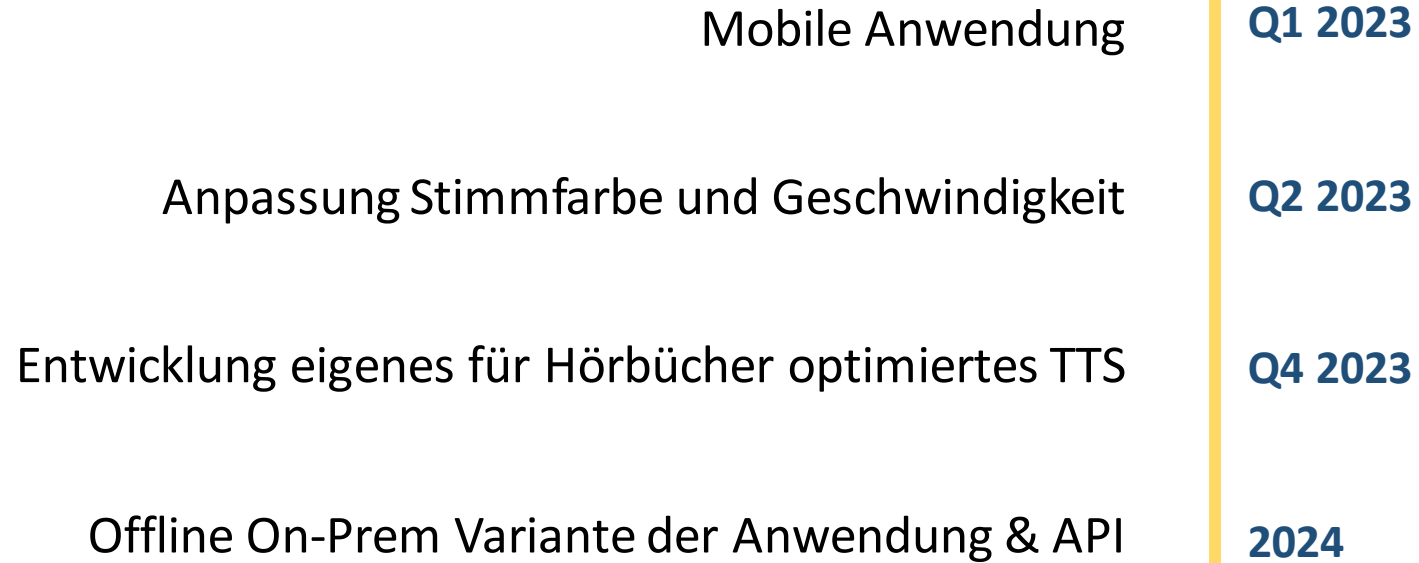 Mobile Anwendung
Q1 2023
Anpassung Stimmfarbe und Geschwindigkeit
Q2 2023
Entwicklung eigenes für Hörbücher optimiertes TTS
Q4 2023
Offline On-Prem Variante der Anwendung & API
2024